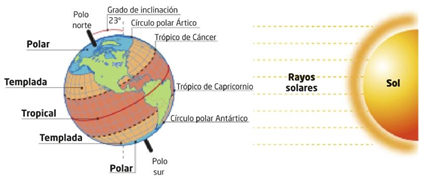 Grado de inclinación
Polo
norte
23°
Círculo polar Ártico
Trópico de Cáncer
Polar
Templada
Tropical
Templada
Polar
Trópico de Capricornio
Círculo polar Antártico
Polo
sur
Rayos
solares
Sol